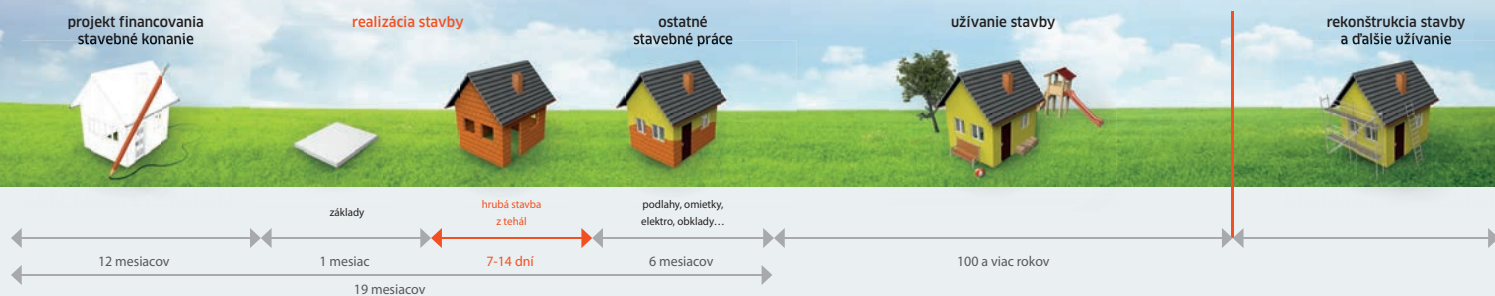 projekt financovania
stavebné konanie
realizácia stavby
ostatné
stavebné práce
užívanie stavby
rekonštrukcia stavby
a ďalšie užívanie
základy
hrubá stavba
z tehál
podlahy, omietky,
elektro, obklady…
12 mesiacov
1 mesiac
7-14 dní
6 mesiacov
100 a viac rokov
19 mesiacov